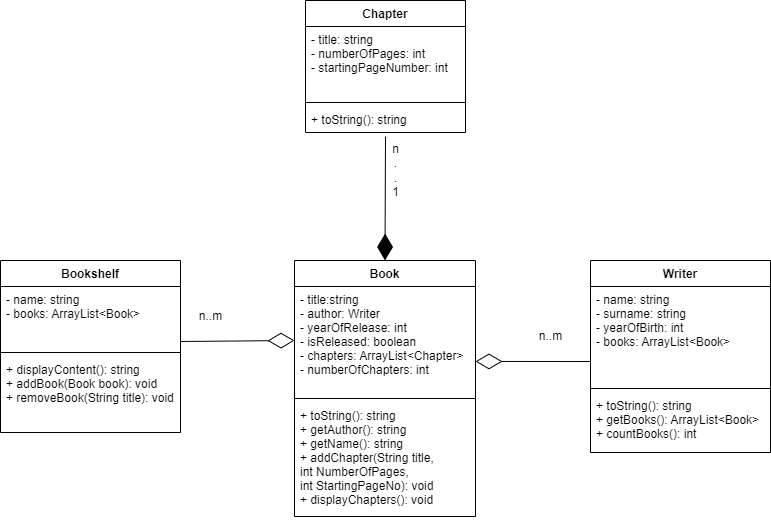 Chapter
- title: string
- numberOfPages: int
- startingPageNumber: int
+ toString(): string
n
.
.
1
Bookshelf
- name: string
- books: ArrayList<Book>
+ displayContent(): string
+ addBook(Book book): void
+ removeBook(String title): void
n..m
Book
- title:string
- author: Writer
- yearOfRelease: int
- isReleased: boolean
- chapters: ArrayList<Chapter>
- numberOfChapters: int
+ toString(): string
+ getAuthor(): string
+ getName(): string
+ addChapter(String title,
int NumberOfPages,
int StartingPageNo): void
+ displayChapters(): void
n..m
Writer
- name: string
- surname: string
- yearOfBirth: int
- books: ArrayList<Book>
+ toString(): string
+ getBooks(): ArrayList<Book>
+ countBooks(): int